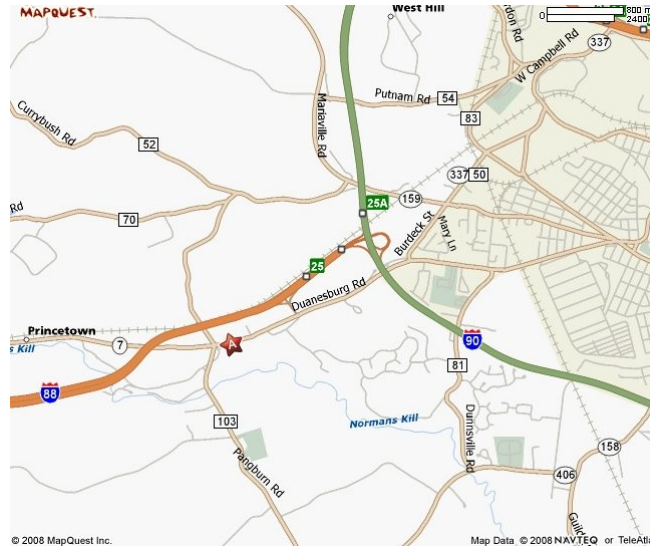 MAPQUEST
West Hill
0
800 m
2400
337
W Campbell Rd
Putnam Rd
54
Mariaville Rd
83
Currybush Rd
52
337
50
159
Rd
70
25A
Burdeck St
Mary Ln
25
Duanesburg Rd
Princetown
7
A
s Kill
90
81
88
Normans Kill
103
Dunnsville Rd
Pangburn Rd
158
406
© 2008 MapQuest Inc.
Map Data © 2008 NAVTEQ or TeleAtl